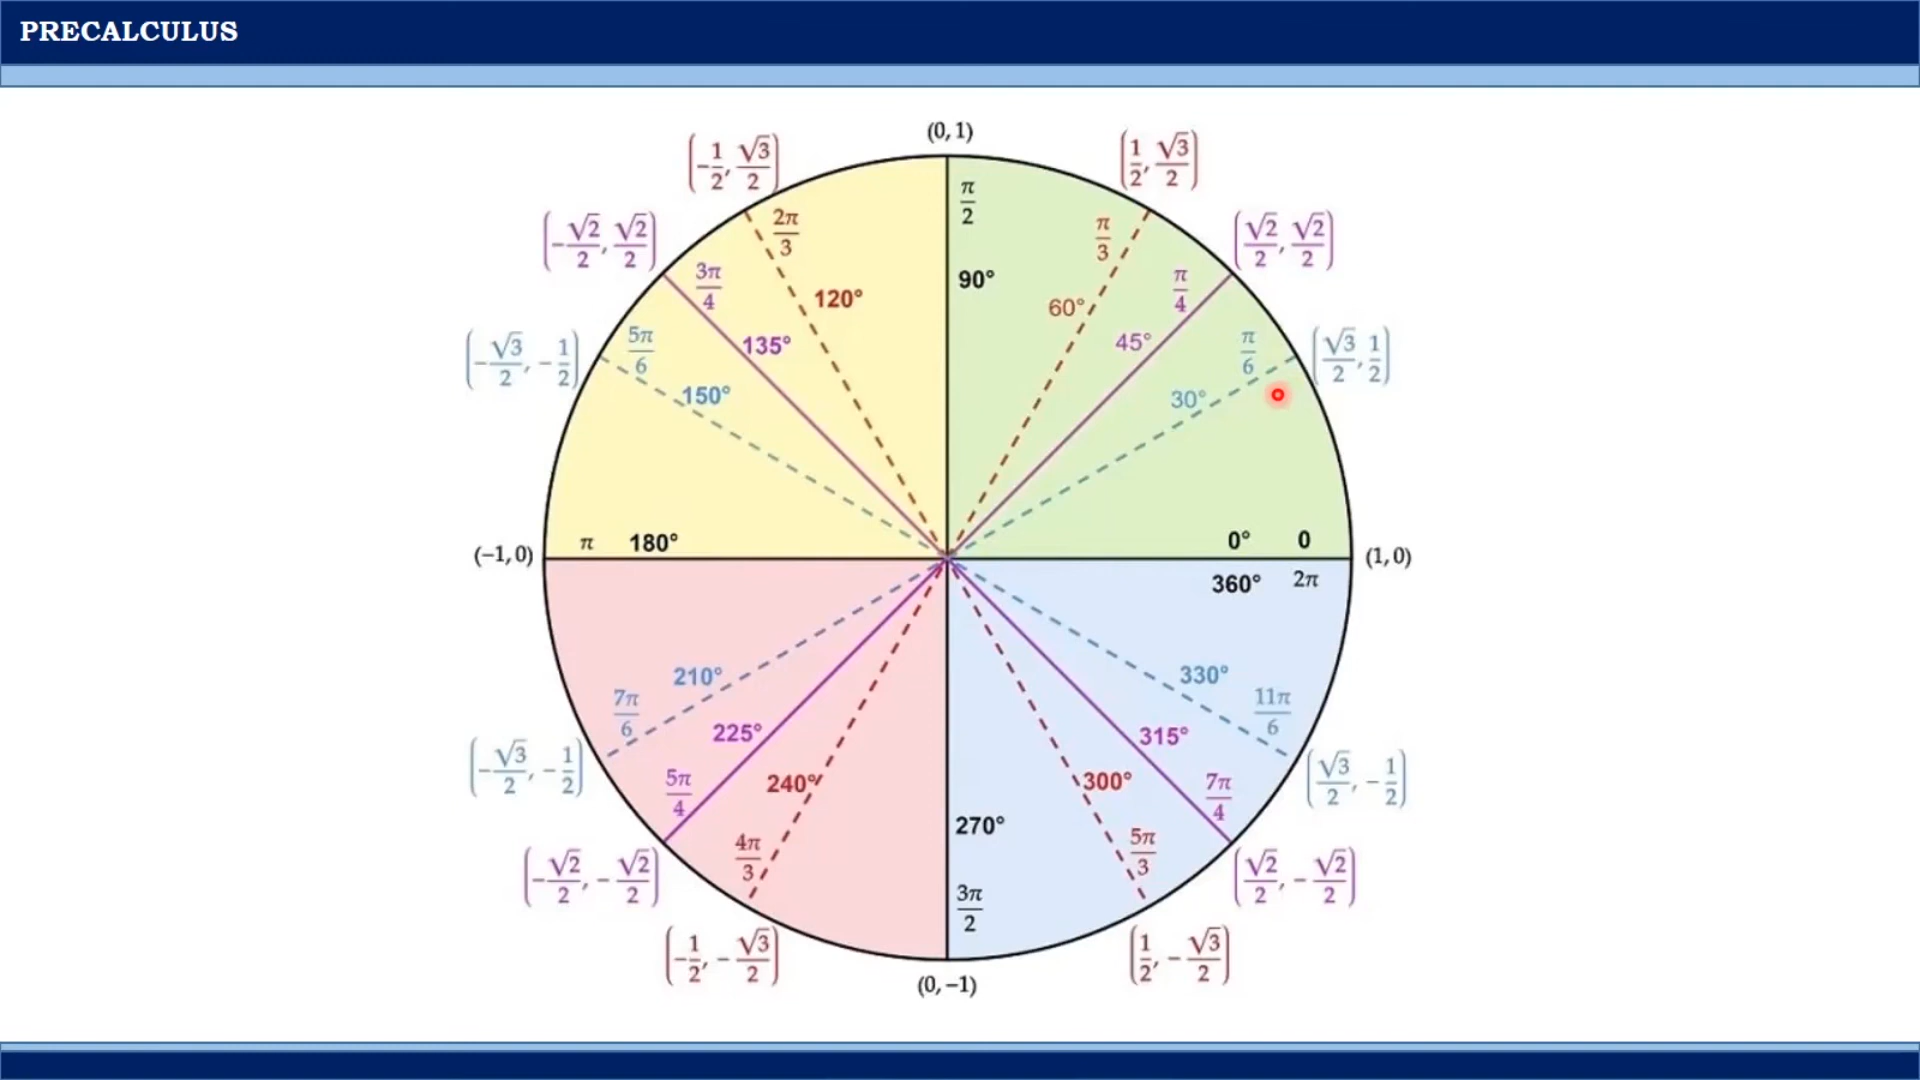 PRECALCULUS
(0, 1)
(-1/2, √3/2)
(1/2, √3/2)
(-√2/2, √2/2)
(√2/2, √2/2)
(-√3/2, -1/2)
(√3/2, 1/2)
2π/3
π/2
π/3
3π/4
π/4
5π/6
π/6
120°
90°
60°
135°
45°
150°
30°
(−1, 0)
π
180°
0°
0
(1, 0)
360°
2π
210°
330°
7π/6
11π/6
225°
315°
(-√3/2, -1/2)
(√3/2, -1/2)
5π/4
240°
300°
7π/4
270°
4π/3
5π/3
(-√2/2, -√2/2)
(√2/2, -√2/2)
3π/2
(-1/2, -√3/2)
(1/2, -√3/2)
(0, −1)